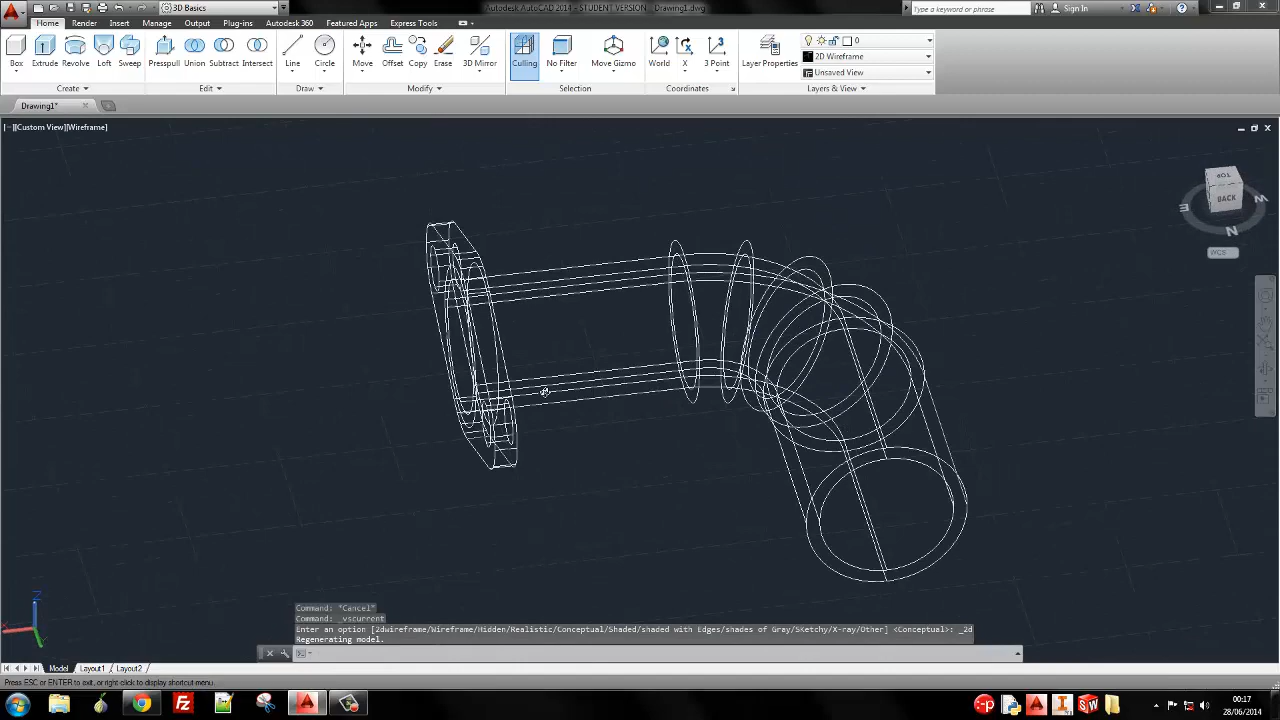 3D Basics
Autodesk AutoCAD 2014 - STUDENT VERSION Drawing1.dwg
Type a keyword or phrase
Sign In
Home Render Insert Manage Output Plug-ins Autodesk 360 Featured Apps Express Tools
Box Extrude Revolve Loft Sweep Presspull Union Subtract Intersect Line Circle Move Offset Copy Erase 3D Mirror Culling No Filter Move Gizmo World X 3 Point Layer Properties
0
2D Wireframe
Unsaved View
Create Edit Draw Modify Selection Coordinates Layers & View
Drawing1*
[−][Custom View][Wireframe]
TOP
BACK
E
W
N
WCS
Z
Command: *Cancel*
Command: _vscurrent
Enter an option [2dwireframe/Wireframe/Hidden/Realistic/Conceptual/Shaded/shaded with Edges/shades of Gray/SKetchy/X-ray/Other] <Conceptual>: _2d
Regenerating model.
Model Layout1 Layout2
Press ESC or ENTER to exit, or right-click to display shortcut-menu.
00:17
28/06/2014